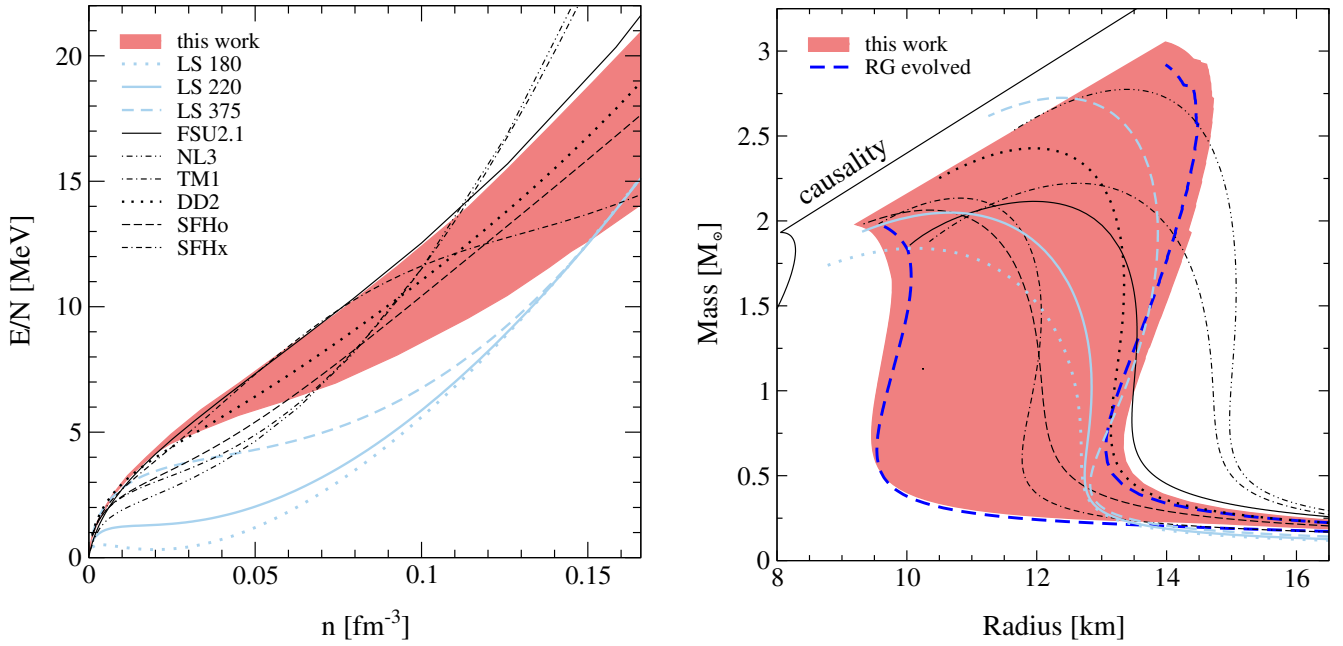 20
15
10
5
0
E/N [MeV]
this work
LS 180
LS 220
LS 375
FSU2.1
NL3
TM1
DD2
SFHo
SFHx
0
0.05
0.1
0.15
n [fm⁻³]
3
2.5
2
1.5
1
0.5
0
Mass [M⊙]
this work
RG evolved
causality
8
10
12
14
16
Radius [km]